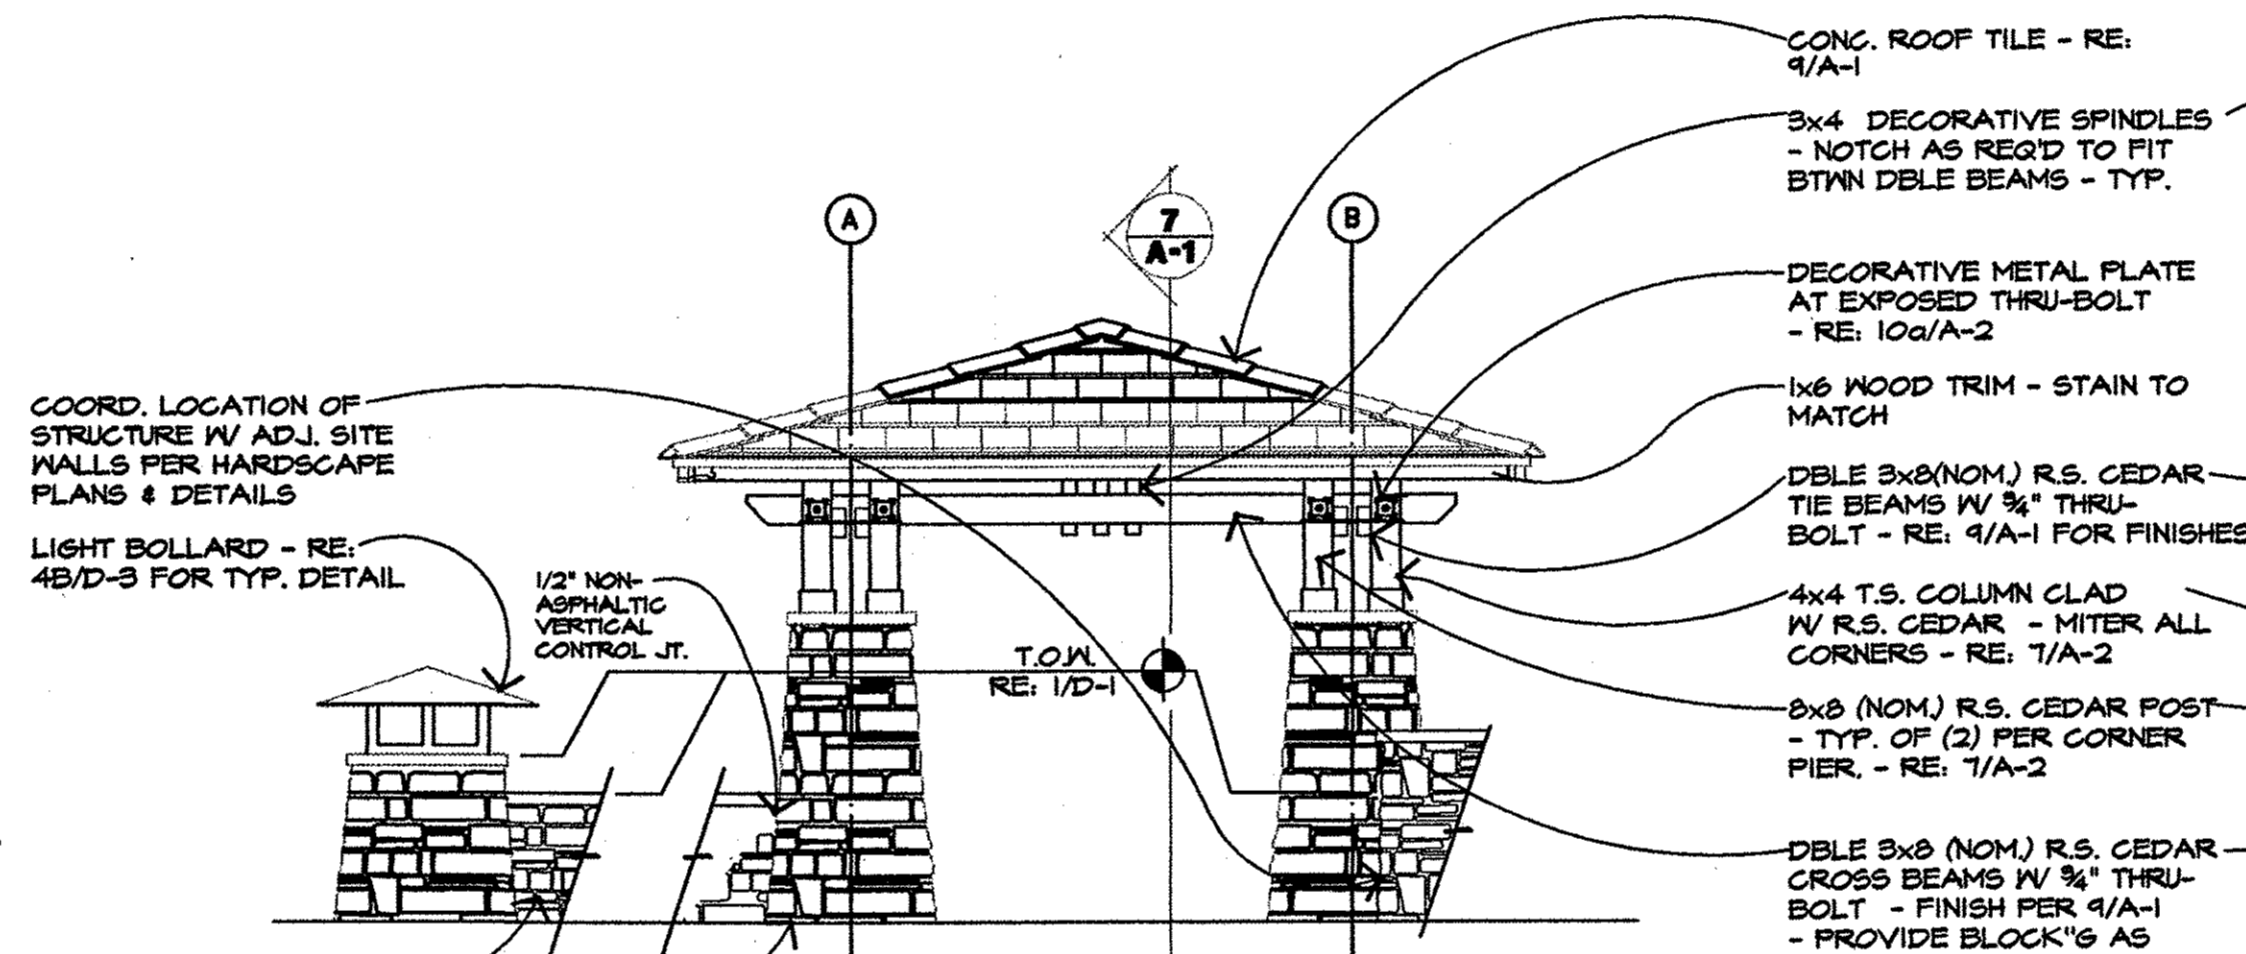 CONC. ROOF TILE - RE:
9/A-1
3x4 DECORATIVE SPINDLES
- NOTCH AS REQ'D TO FIT
BTWN DBLE BEAMS - TYP.
A
7
A-1
B
DECORATIVE METAL PLATE
AT EXPOSED THRU-BOLT
- RE: 10a/A-2
1x6 WOOD TRIM - STAIN TO
MATCH
COORD. LOCATION OF
STRUCTURE W/ ADJ. SITE
WALLS PER HARDSCAPE
PLANS & DETAILS
DBLE 3x8(NOM.) R.S. CEDAR
TIE BEAMS W/ ¾" THRU-
BOLT - RE: 9/A-1 FOR FINISHES
LIGHT BOLLARD - RE:
4B/D-3 FOR TYP. DETAIL
1/2" NON-
ASPHALTIC
VERTICAL
CONTROL JT.
4x4 T.S. COLUMN CLAD
W/ R.S. CEDAR - MITER ALL
CORNERS - RE: 7/A-2
T.O.W.
RE: 1/D-1
8x8 (NOM.) R.S. CEDAR POST
- TYP. OF (2) PER CORNER
PIER. - RE: 7/A-2
DBLE 3x8 (NOM.) R.S. CEDAR
CROSS BEAMS W/ ¾" THRU-
BOLT - FINISH PER 9/A-1
- PROVIDE BLOCK"G AS